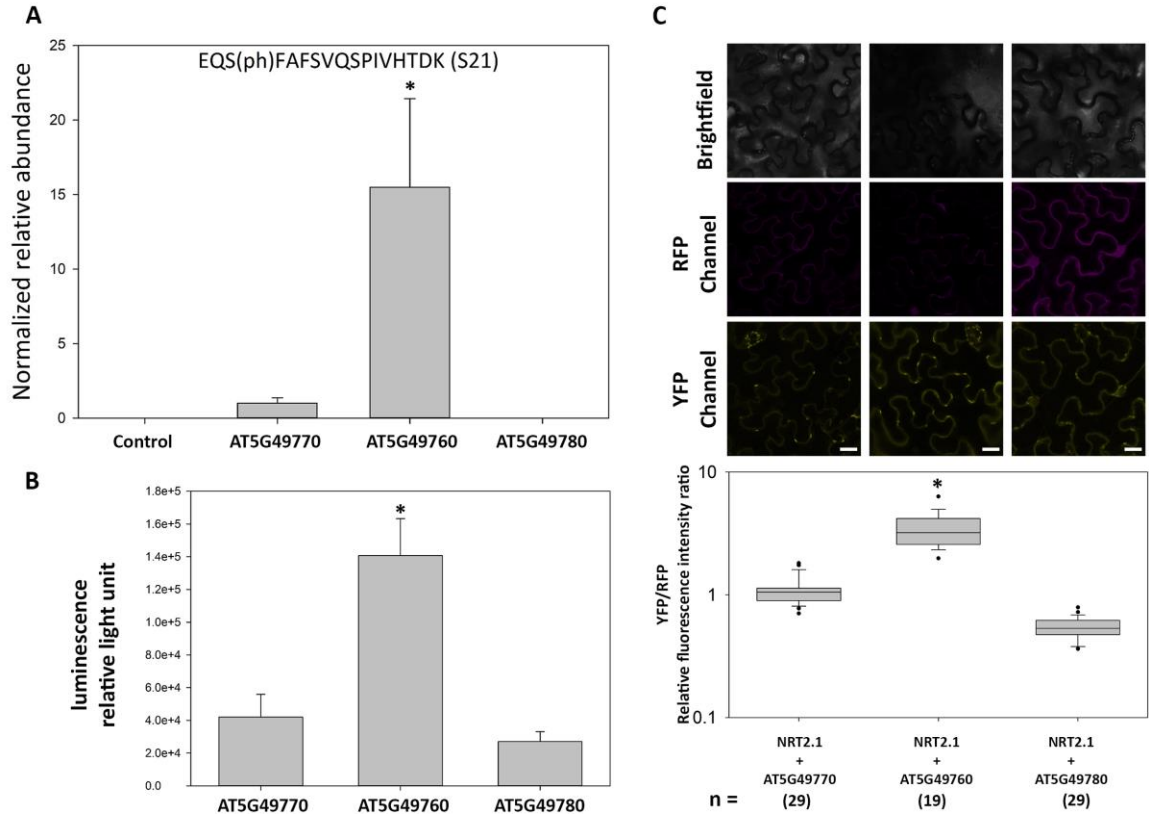 A
EQS(ph)FAFSVQSPIVHTDK (S21)
*
Normalized relative abundance
25
20
15
10
5
0
Control AT5G49770 AT5G49760 AT5G49780
B
luminescence
relative light unit
1.8e+5
1.6e+5
1.4e+5
1.2e+5
1.0e+5
8.0e+4
6.0e+4
4.0e+4
2.0e+4
0.0
*
AT5G49770 AT5G49760 AT5G49780
C
Brightfield
RFP
Channel
YFP
Channel
YFP/RFP
Relative fluorescence intensity ratio
10
1
0.1
*
NRT2.1 NRT2.1 NRT2.1
+ + +
AT5G49770 AT5G49760 AT5G49780
n = (29) (19) (29)